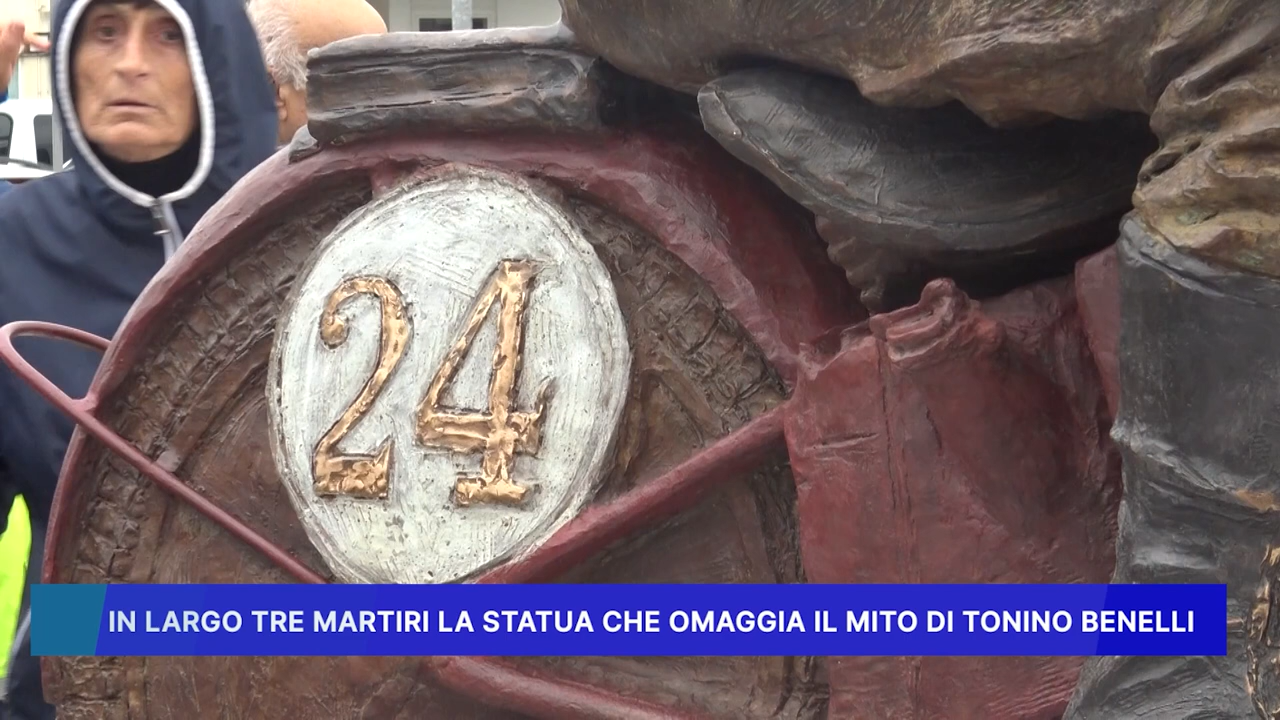 24
IN LARGO TRE MARTIRI LA STATUA CHE OMAGGIA IL MITO DI TONINO BENELLI